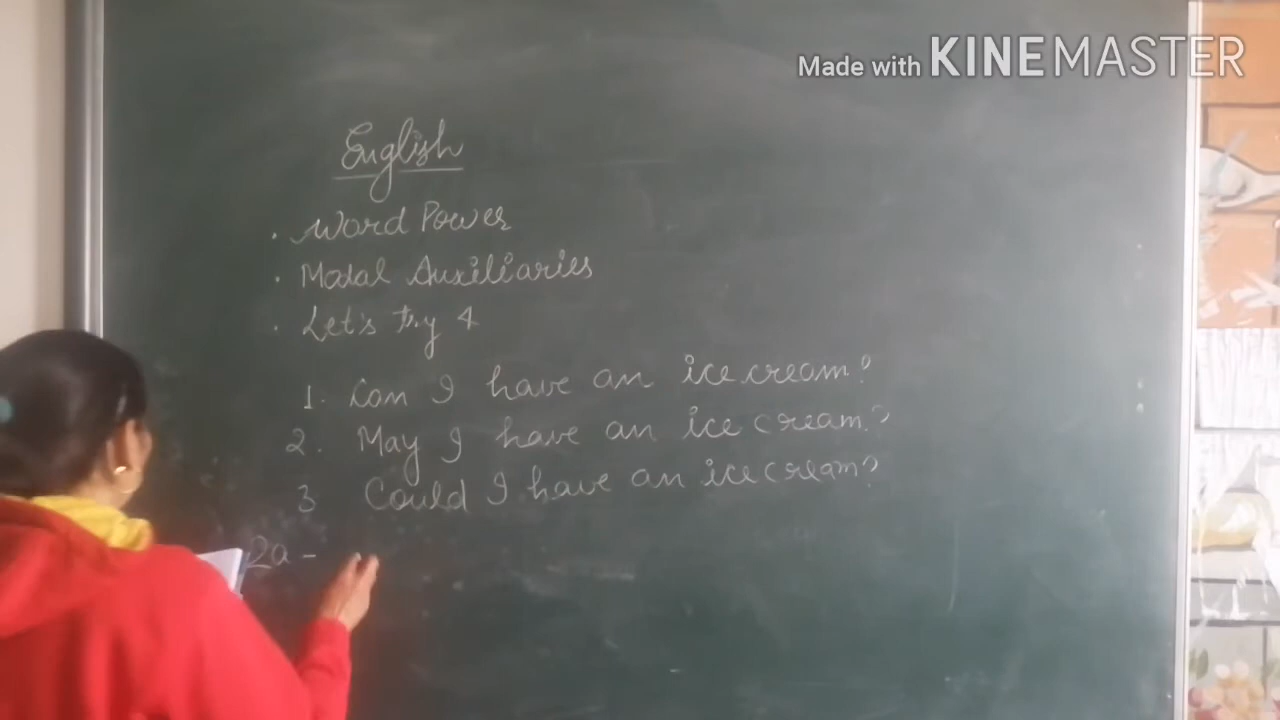 Made with KINEMASTER
English
· Word Power
· Modal Auxiliaries
· Let's try 4
1. Can I have an ice cream?
2. May I have an ice cream?
3 Could I have an ice cream?
2a -